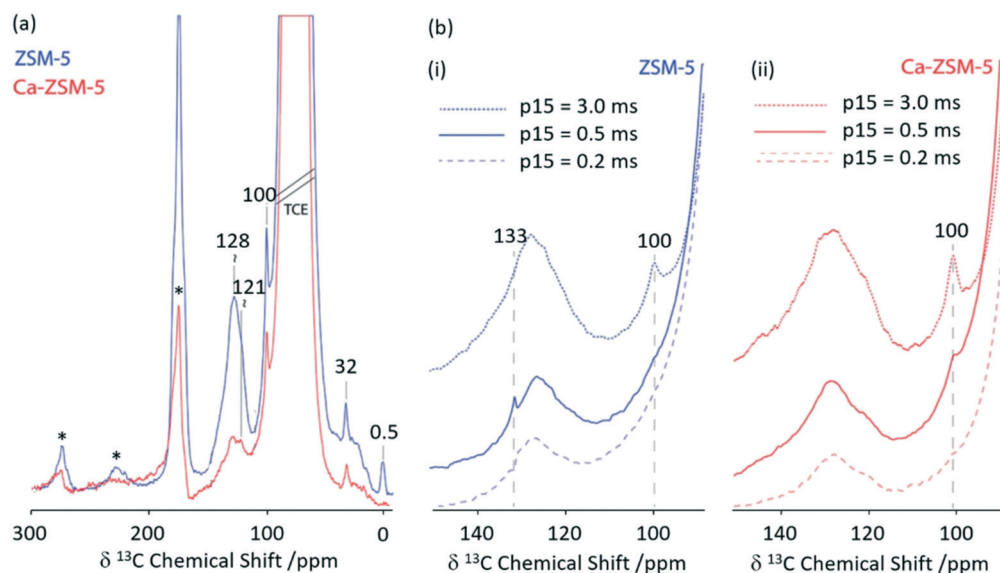 (a)
ZSM-5
Ca-ZSM-5
100
TCE
128
~
121
~
*
32
0.5
*
*
300
200
100
0
δ ¹³C Chemical Shift /ppm
(b)
(i)
ZSM-5
p15 = 3.0 ms
p15 = 0.5 ms
p15 = 0.2 ms
133
100
140
120
100
δ ¹³C Chemical Shift /ppm
(ii)
Ca-ZSM-5
p15 = 3.0 ms
p15 = 0.5 ms
p15 = 0.2 ms
100
140
120
100
δ ¹³C Chemical Shift /ppm